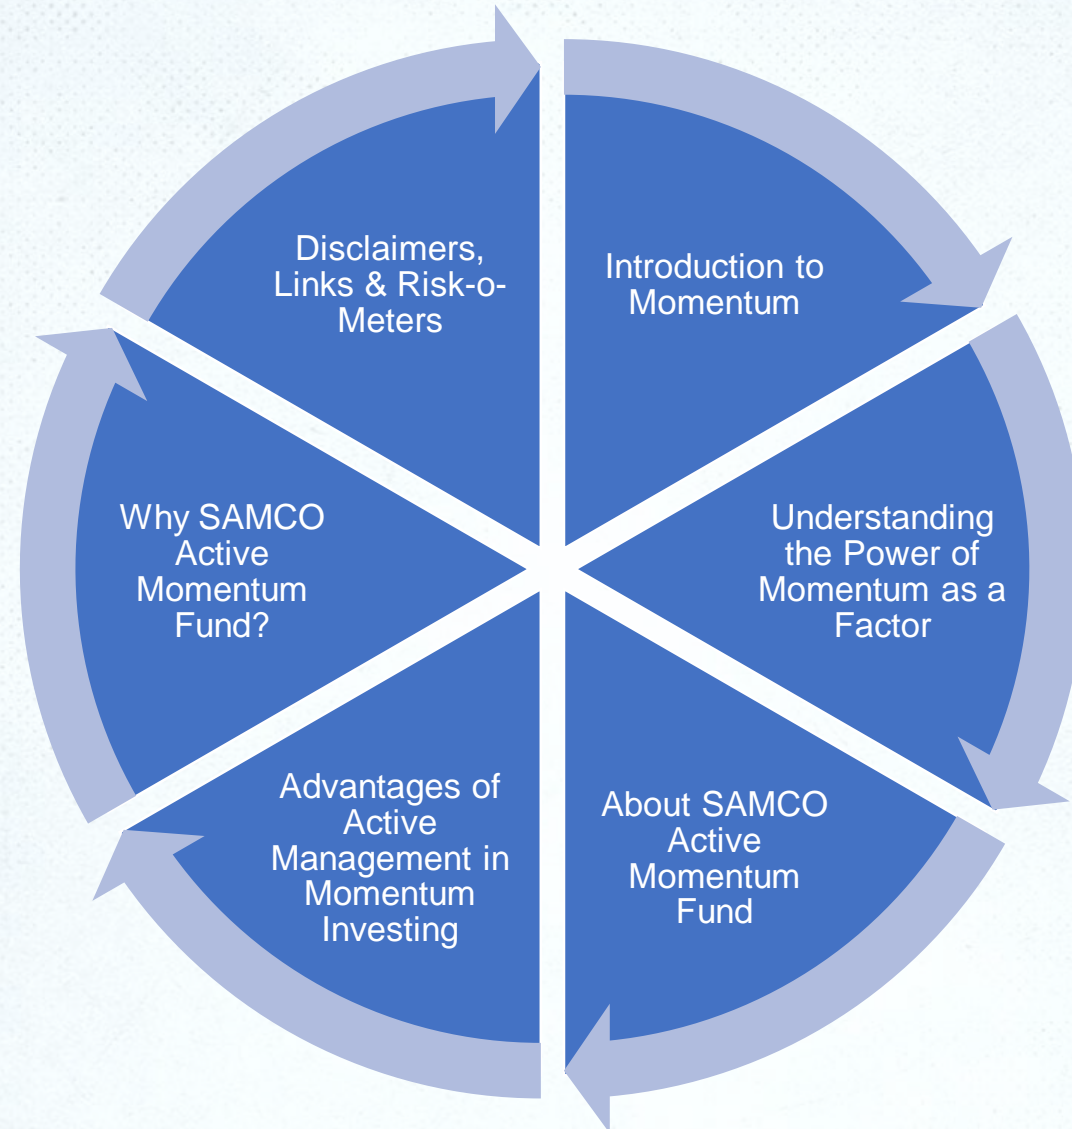 Introduction to
Momentum
Understanding
the Power of
Momentum as a
Factor
About SAMCO
Active
Momentum
Fund
Advantages of
Active
Management in
Momentum
Investing
Why SAMCO
Active
Momentum
Fund?
Disclaimers,
Links & Risk-o-
Meters